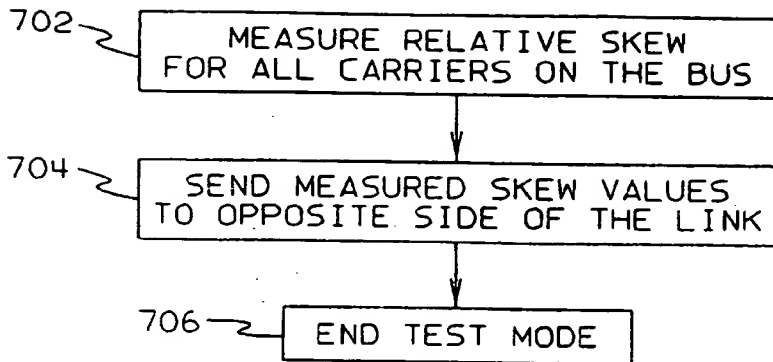 702
MEASURE RELATIVE SKEW
FOR ALL CARRIERS ON THE BUS
704
SEND MEASURED SKEW VALUES
TO OPPOSITE SIDE OF THE LINK
706
END TEST MODE